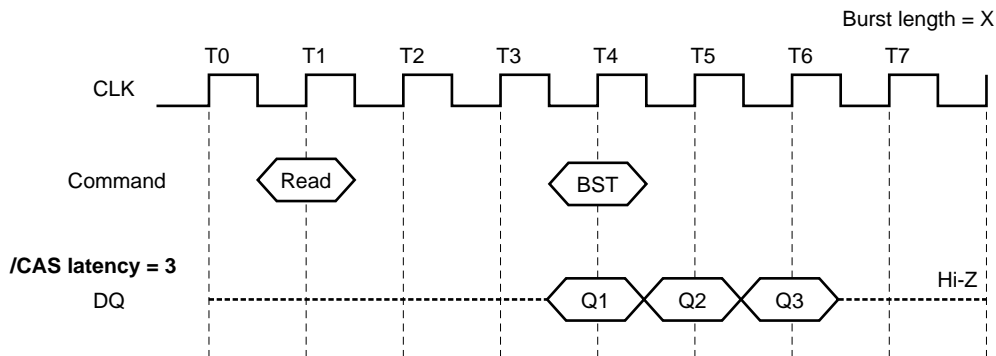 Burst length = X
T0 T1 T2 T3 T4 T5 T6 T7
CLK
Command Read BST
/CAS latency = 3
Hi-Z
DQ Q1 Q2 Q3